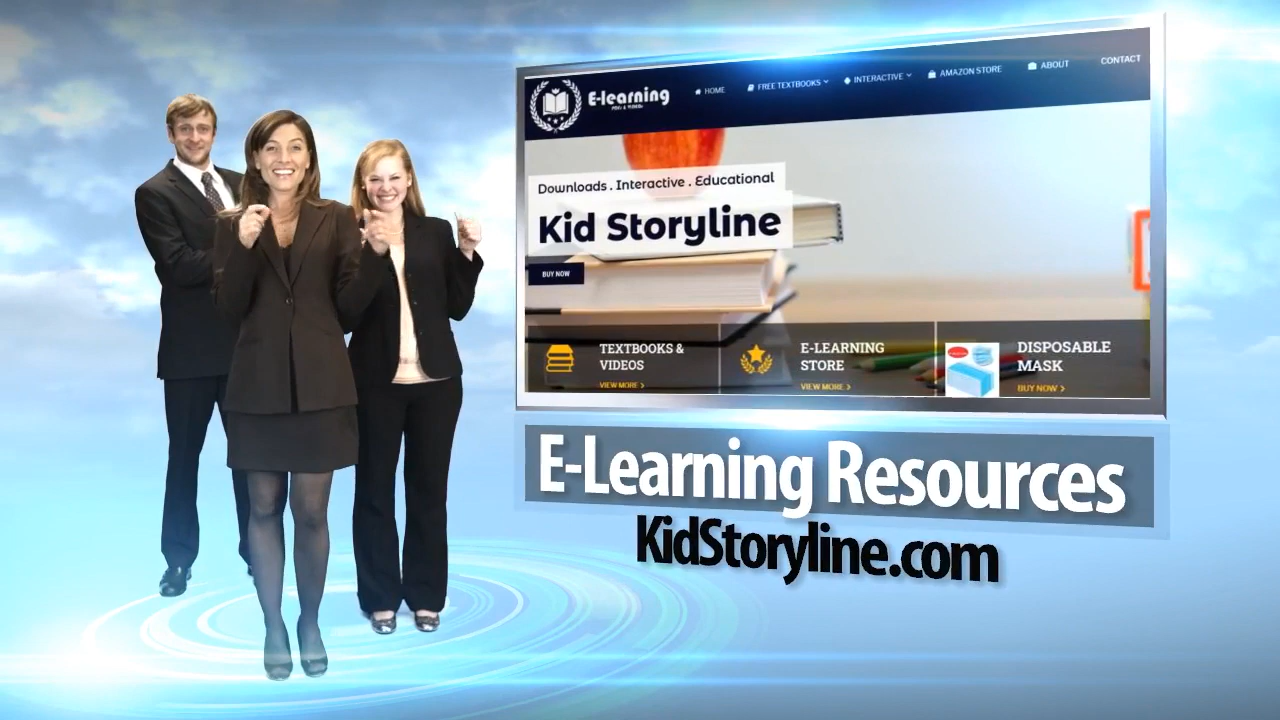 E-learning
HOME
FREE TEXTBOOKS
INTERACTIVE
AMAZON STORE
ABOUT
CONTACT
Downloads . Interactive . Educational
Kid Storyline
BUY NOW
TEXTBOOKS &
VIDEOS
VIEW MORE >
E-LEARNING
STORE
VIEW MORE >
DISPOSABLE
MASK
BUY NOW >
E-Learning Resources
KidStoryline.com